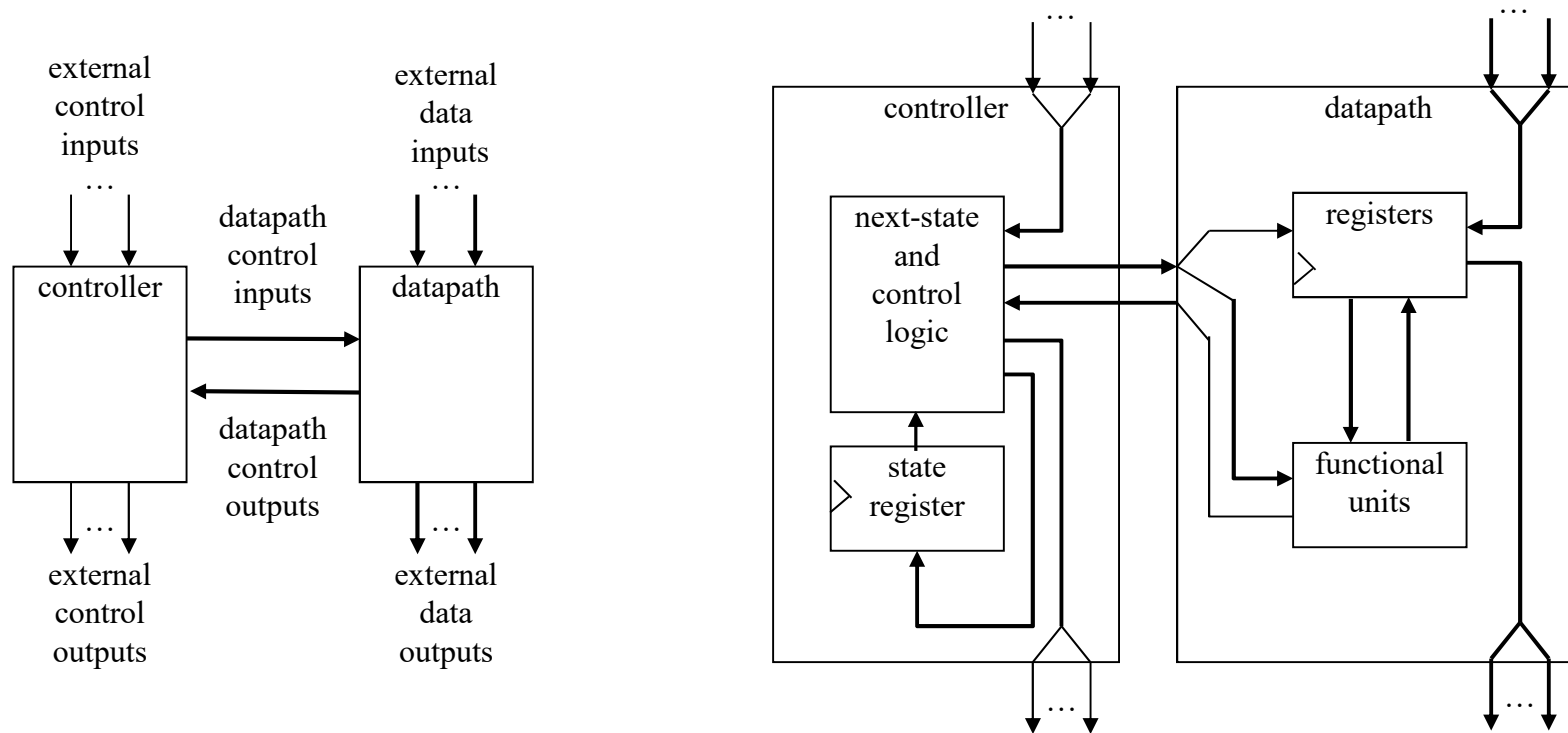 external
control
inputs
…
external
data
inputs
…
datapath
control
inputs
controller
datapath
datapath
control
outputs
…
external
control
outputs
…
external
data
outputs
…
controller
next-state
and
control
logic
state
register
…
…
datapath
registers
functional
units
…